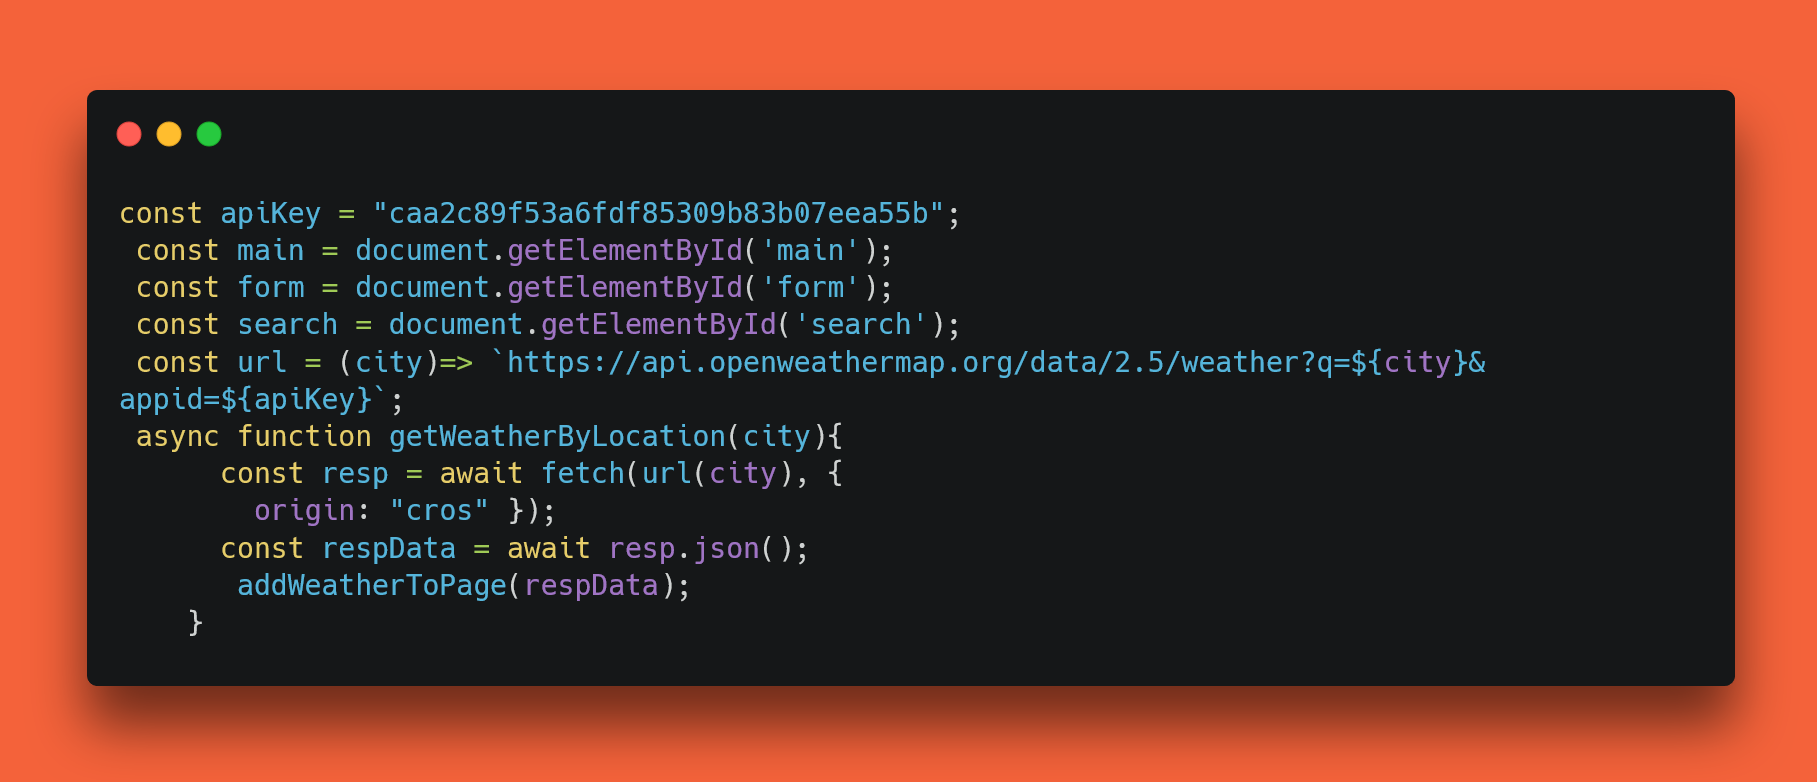 const apiKey = "caa2c89f53a6fdf85309b83b07eea55b";
const main = document.getElementById('main');
const form = document.getElementById('form');
const search = document.getElementById('search');
const url = (city)=> `https://api.openweathermap.org/data/2.5/weather?q=${city}&
appid=${apiKey}`;
async function getWeatherByLocation(city){
const resp = await fetch(url(city), {
origin: "cros" });
const respData = await resp.json();
addWeatherToPage(respData);
}